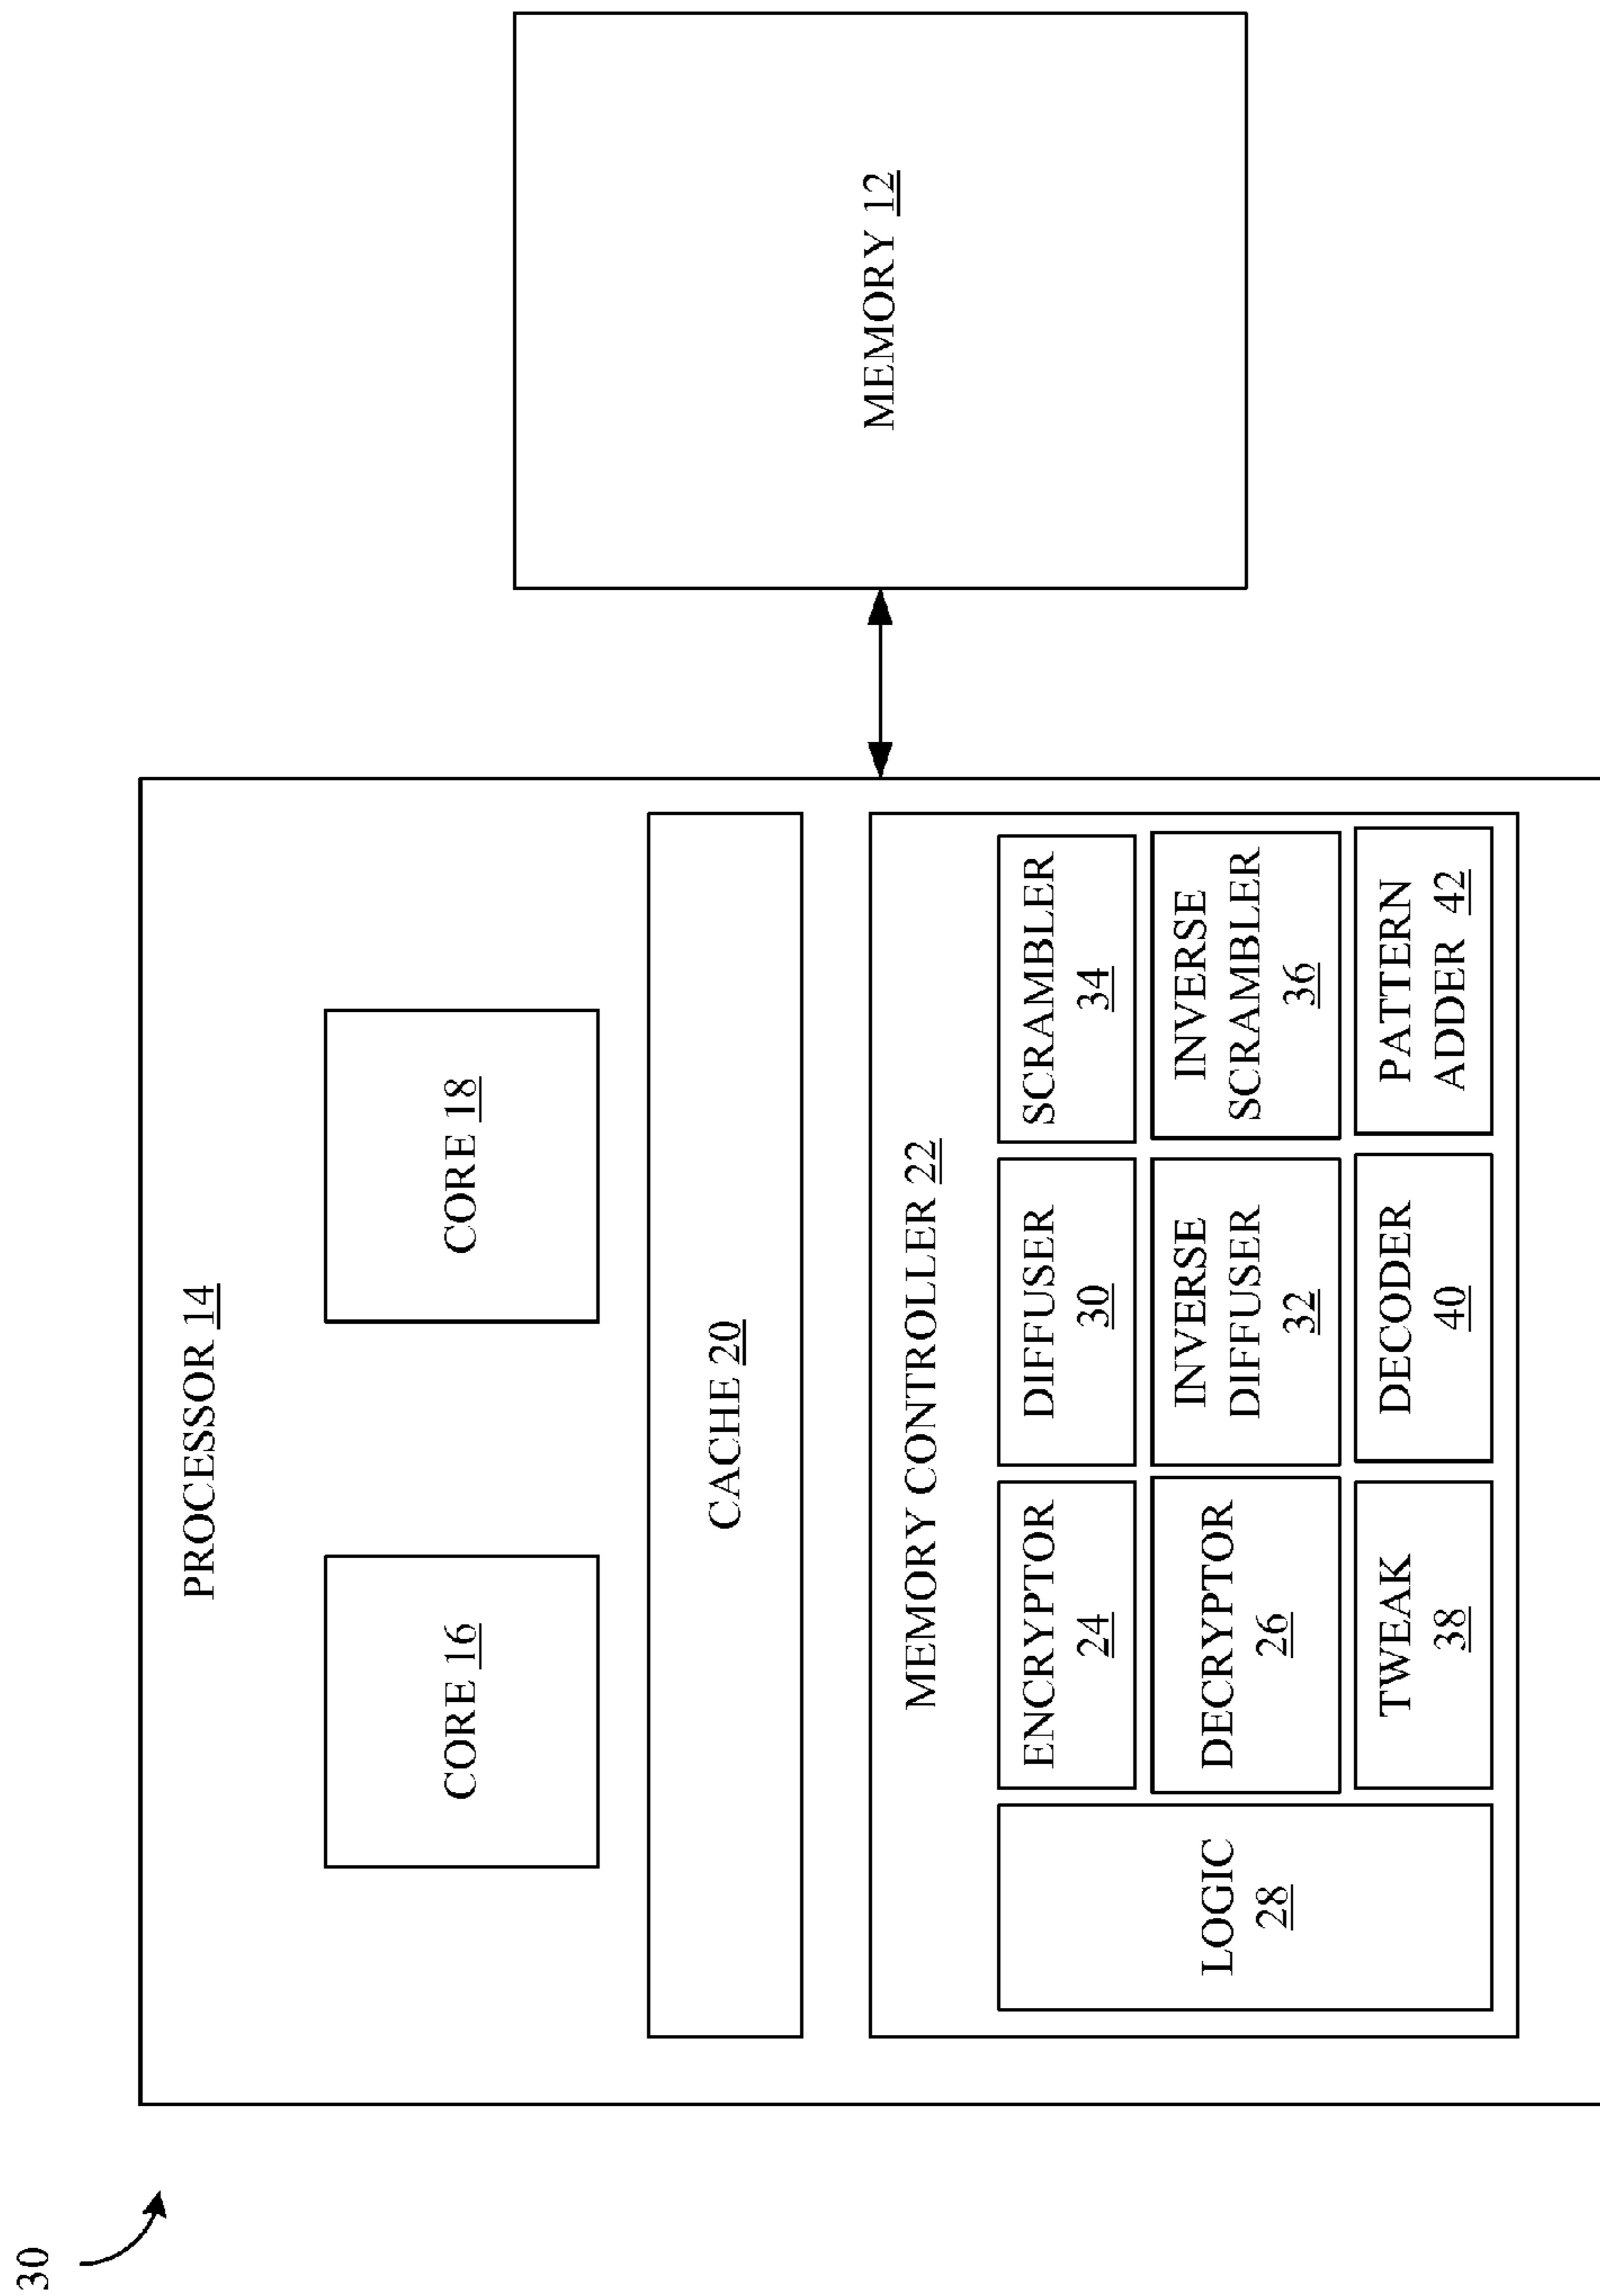 30
PROCESSOR 14
CORE 16
CORE 18
CACHE 20
MEMORY CONTROLLER 22
LOGIC
28
ENCRYPTOR
24
DIFFUSER
30
SCRAMBLER
34
DECRYPTOR
26
INVERSE
DIFFUSER
32
INVERSE
SCRAMBLER
36
TWEAK
38
DECODER
40
PATTERN
ADDER 42
MEMORY 12